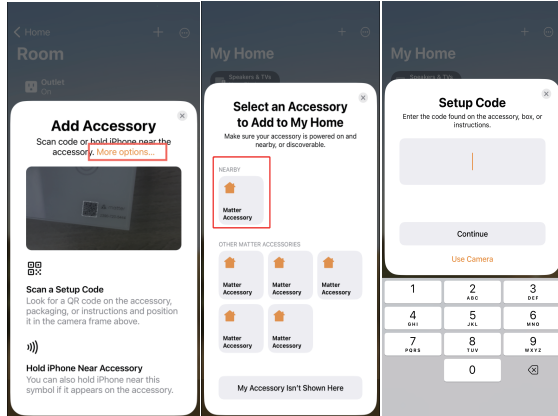 Home
Room
Outlet
On
Add Accessory
Scan code or hold iPhone near the
accessory. More options...
Scan a Setup Code
Look for a QR code on the accessory,
packaging, or instructions and position
it in the camera frame above.
Hold iPhone Near Accessory
You can also hold iPhone near this
symbol if it appears on the accessory.
My Home
Speakers & TVs
Select an Accessory
to Add to My Home
Make sure your accessory is powered on and
nearby, or discoverable.
NEARBY
Matter
Accessory
OTHER MATTER ACCESSORIES
Matter
Accessory
Matter
Accessory
Matter
Accessory
Matter
Accessory
Matter
Accessory
My Accessory Isn't Shown Here
My Home
Speakers & TVs
Setup Code
Enter the code found on the accessory, box, or
instructions.
Continue
Use Camera
1
2
ABC
3
DEF
4
GHI
5
JKL
6
MNO
7
PQRS
8
TUV
9
WXYZ
0